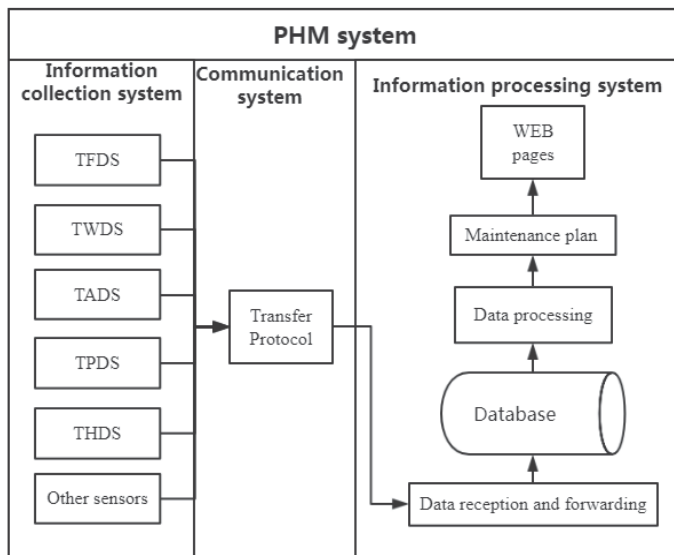 PHM system
Information
collection system
TFDS
TWDS
TADS
TPDS
THDS
Other sensors
Communication
system
Transfer
Protocol
Information processing system
WEB
pages
Maintenance plan
Data processing
Database
Data reception and forwarding